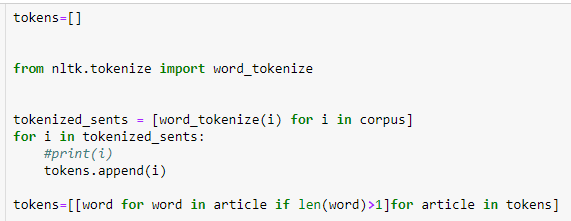 tokens=[]
from nltk.tokenize import word_tokenize
tokenized_sents = [word_tokenize(i) for i in corpus]
for i in tokenized_sents:
    #print(i)
    tokens.append(i)
tokens=[[word for word in article if len(word)>1]for article in tokens]